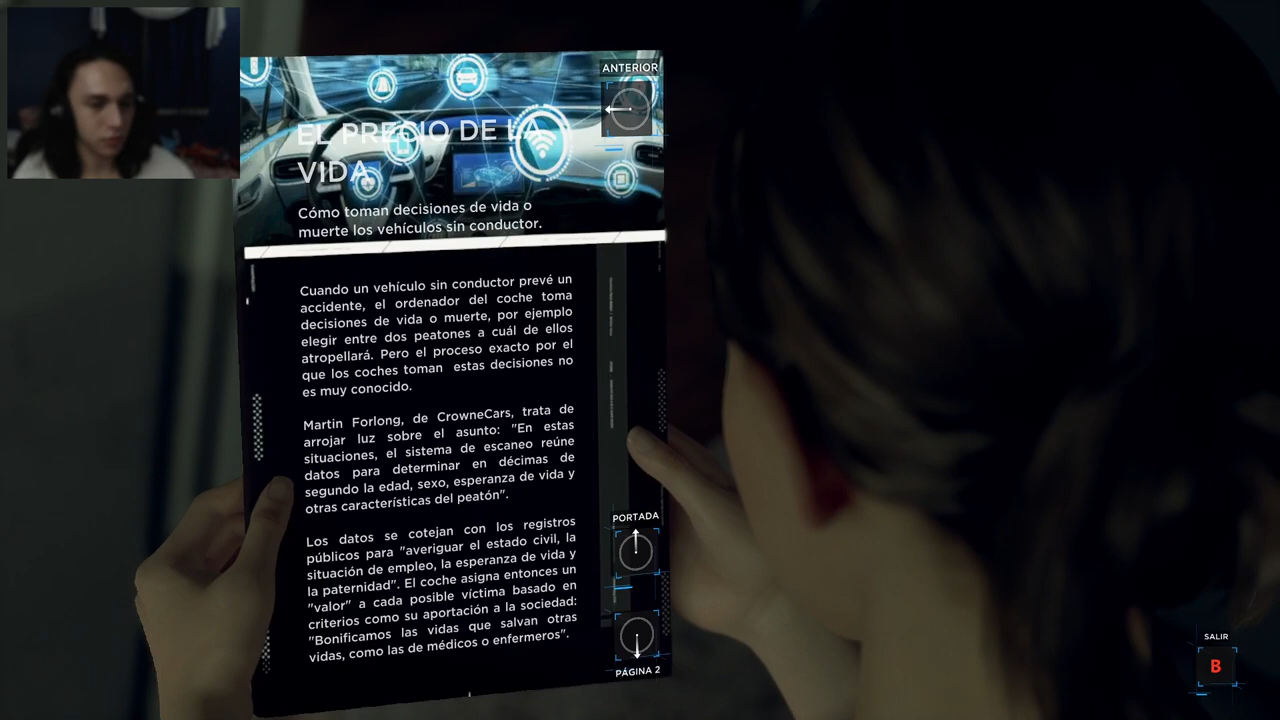 ANTERIOR
EL PRECIO DE LA
VIDA
Cómo toman decisiones de vida o
muerte los vehículos sin conductor.
Cuando un vehículo sin conductor prevé un
accidente, el ordenador del coche toma
decisiones de vida o muerte, por ejemplo
elegir entre dos peatones a cuál de ellos
atropellará. Pero el proceso exacto por el
que los coches toman estas decisiones no
es muy conocido.
Martin Forlong, de CrowneCars, trata de
arrojar luz sobre el asunto: "En estas
situaciones, el sistema de escaneo reúne
datos para determinar en décimas de
segundo la edad, sexo, esperanza de vida y
otras características del peatón".
Los datos se cotejan con los registros
públicos para "averiguar el estado civil, la
situación de empleo, la esperanza de vida y
la paternidad". El coche asigna entonces un
"valor" a cada posible víctima basado en
criterios como su aportación a la sociedad:
"Bonificamos las vidas que salvan otras
vidas, como las de médicos o enfermeros".
PORTADA
PÁGINA 2
SALIR
B